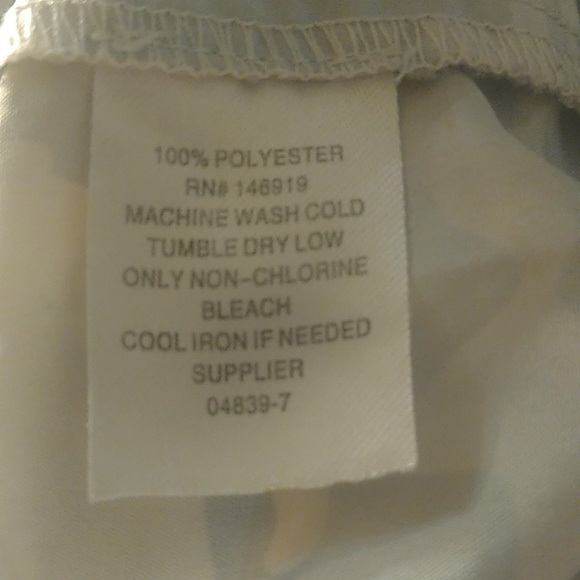 100% POLYESTER
RN# 146919
MACHINE WASH COLD
TUMBLE DRY LOW
ONLY NON-CHLORINE
BLEACH
COOL IRON IF NEEDED
SUPPLIER
04839-7